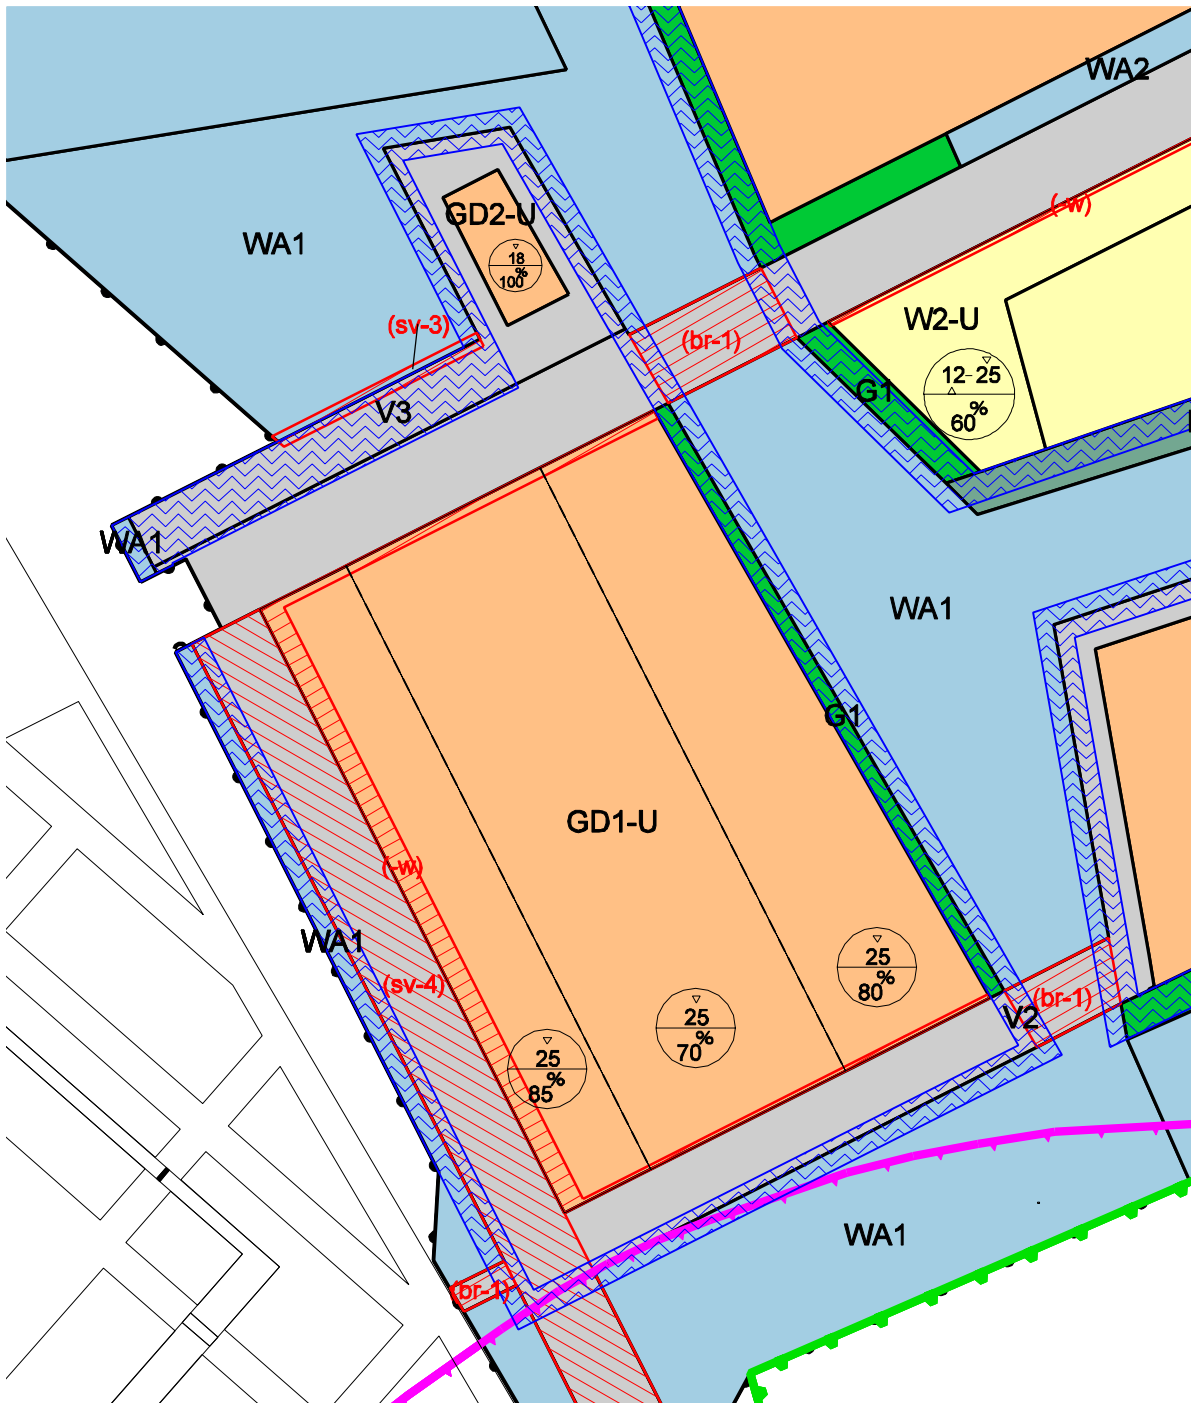 WA2
(-w)
GD2-U
WA1
18
100%
(sv-3)
W2-U
(br-1)
12-25
60%
G1
V3
WA1
WA1
G1
GD1-U
(-w)
WA1
25
80%
(sv-4)
(br-1)
V2
25
70%
25
85%
WA1
(br-1)